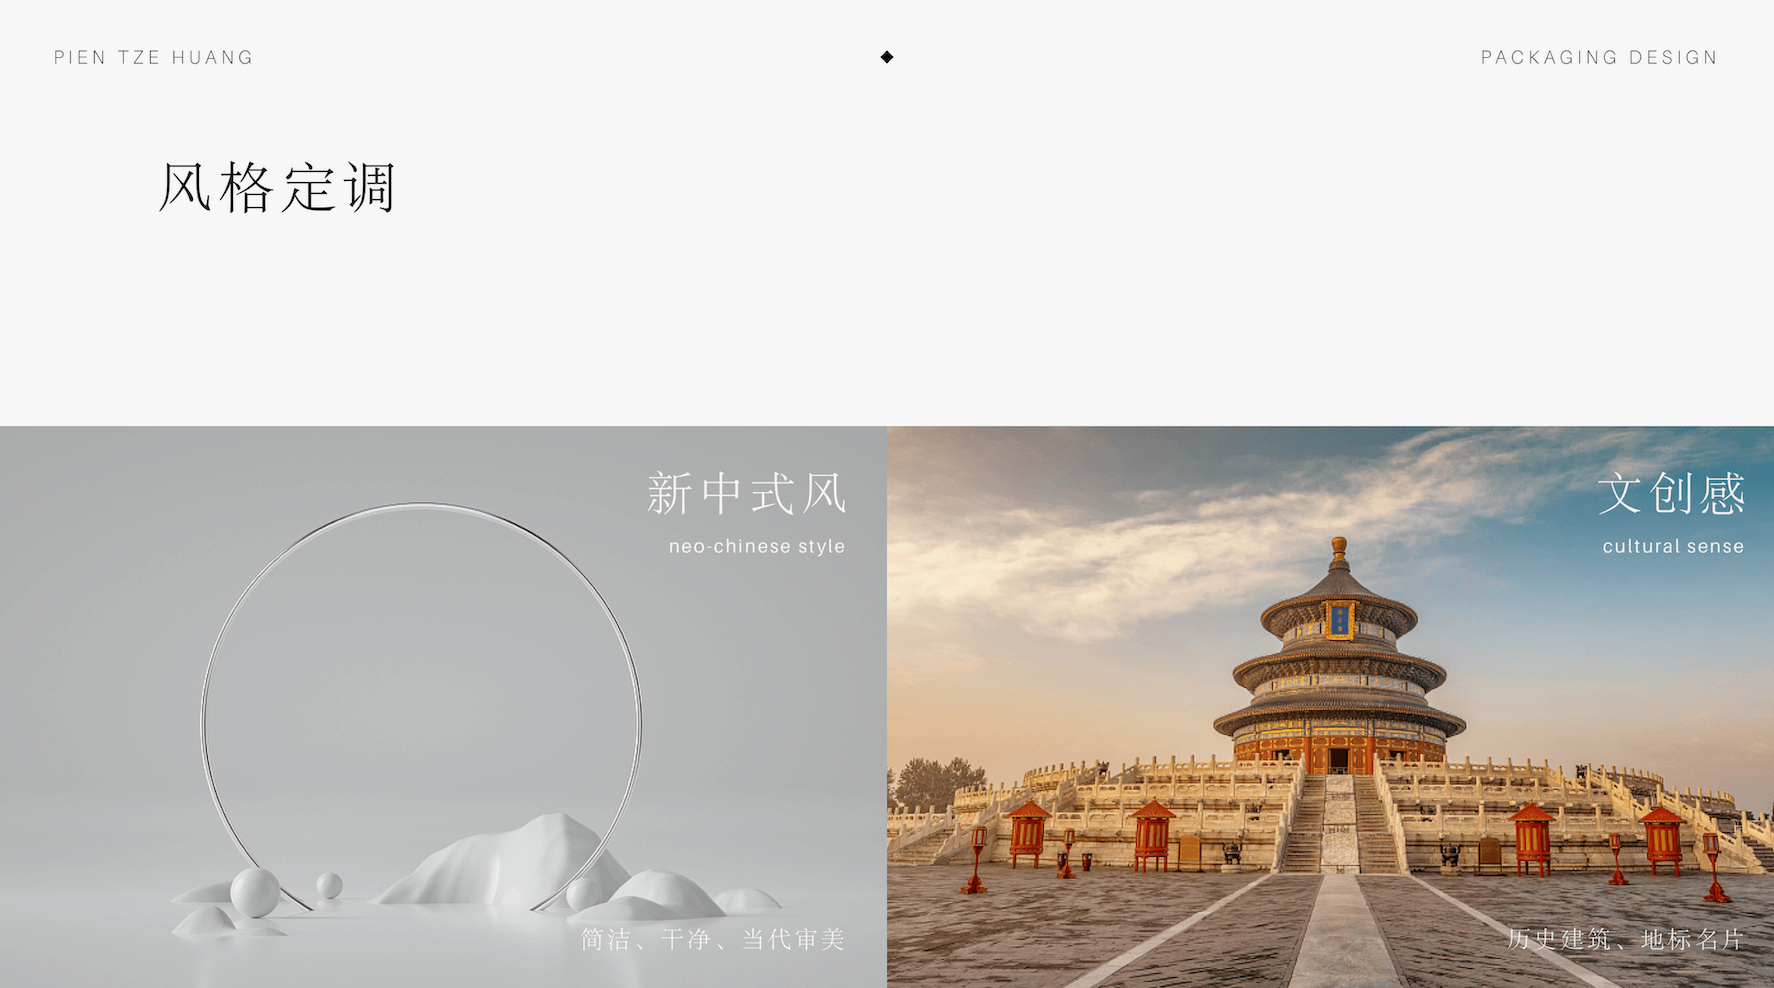 PIEN TZE HUANG
PACKAGING DESIGN
风格定调
新中式风
neo-chinese style
简洁、干净、当代审美
文创感
cultural sense
历史建筑、地标名片